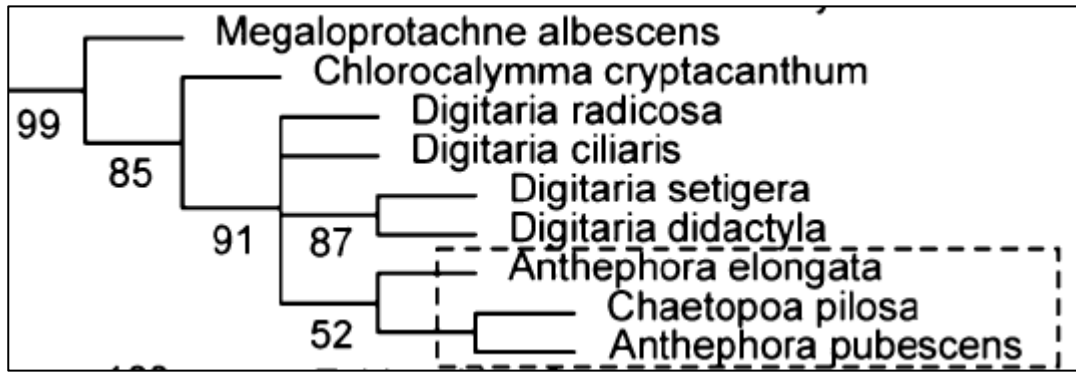 Megaloprotachne albescens
Chlorocalymma cryptacanthum
99
Digitaria radicosa
Digitaria ciliaris
85
Digitaria setigera
Digitaria didactyla
91 87
Anthephora elongata
Chaetopoa pilosa
52
Anthephora pubescens